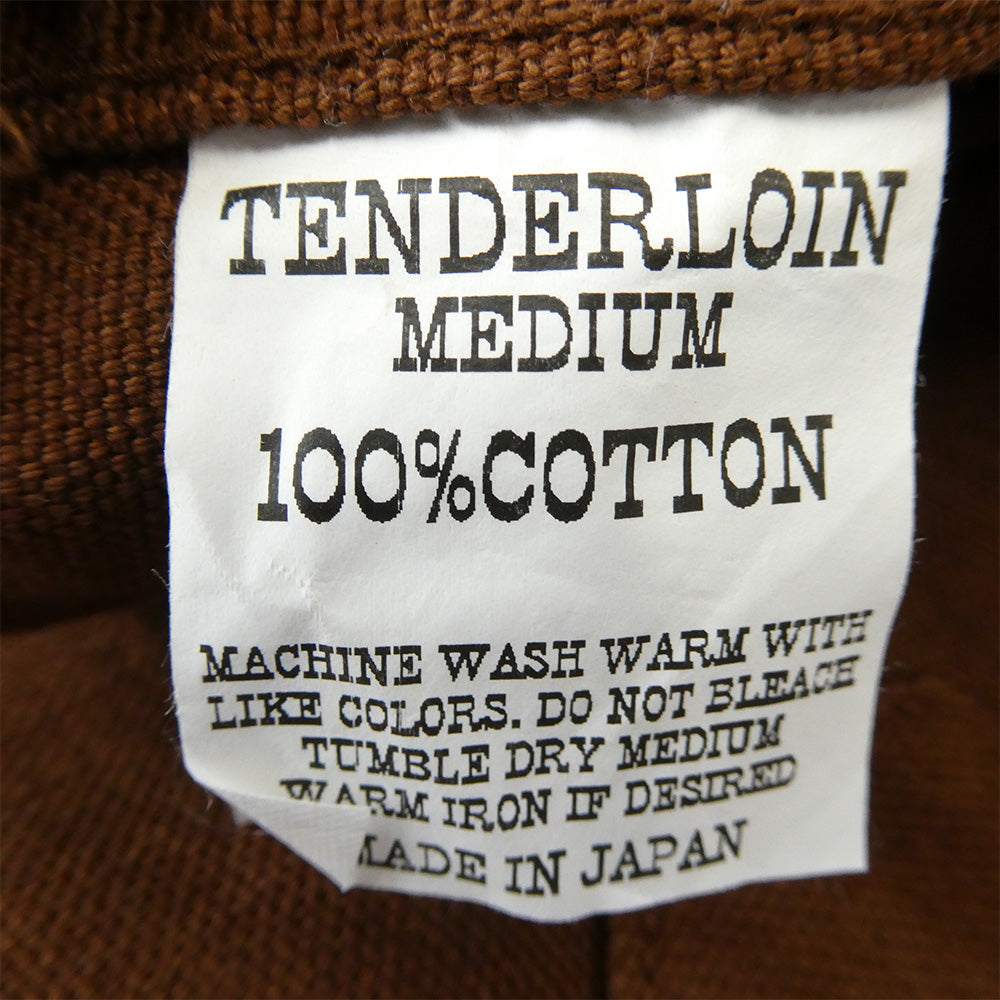 TENDERLOIN
MEDIUM
100%COTTON
MACHINE WASH WARM WITH
LIKE COLORS. DO NOT BLEACH
TUMBLE DRY MEDIUM
WARM IRON IF DESIRED
MADE IN JAPAN